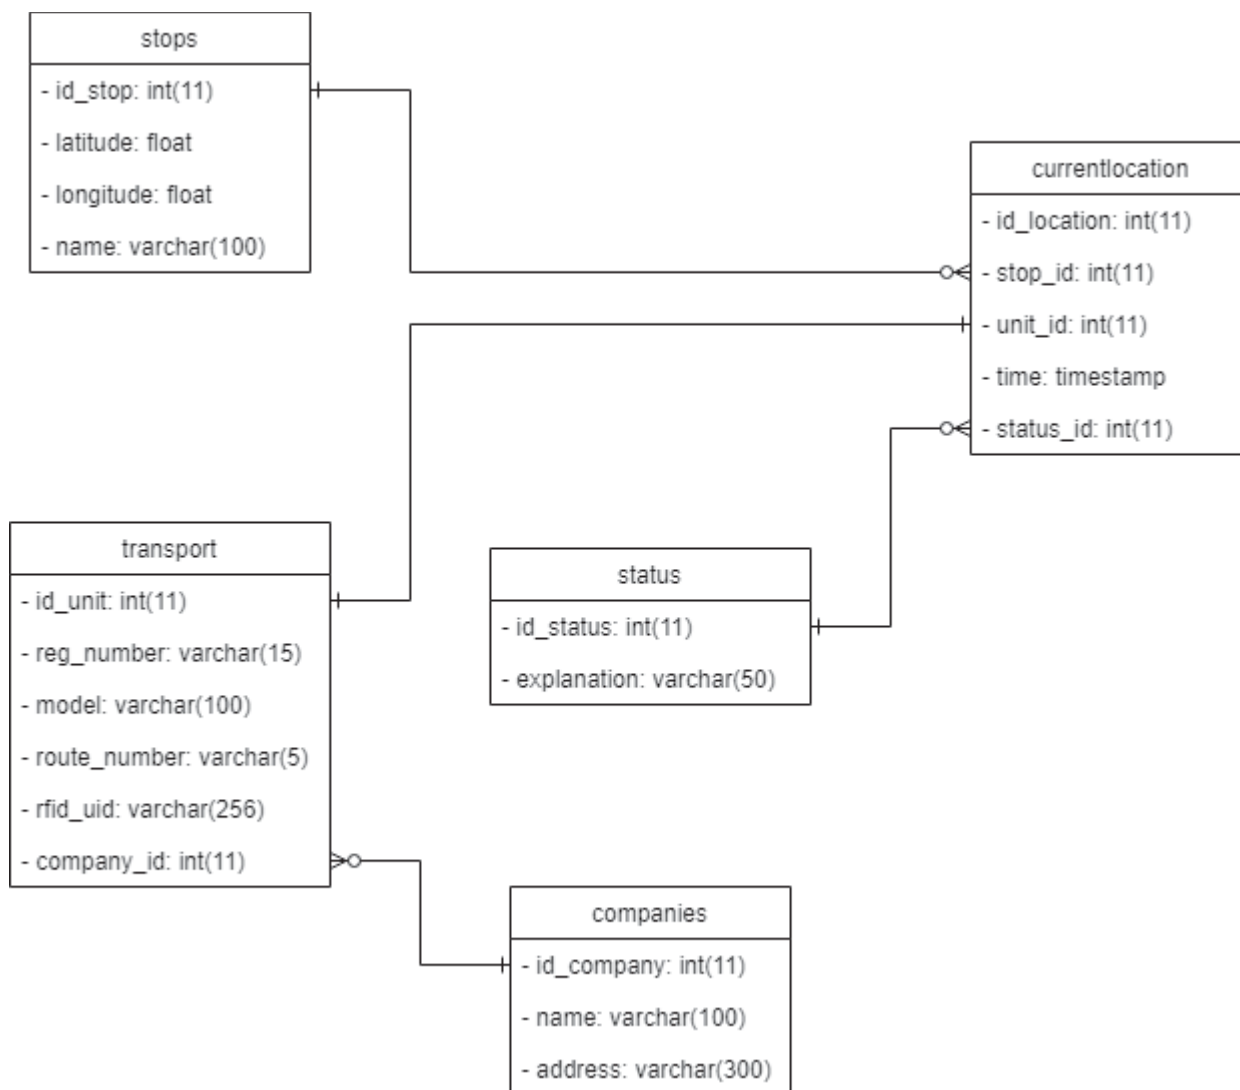 stops
- id_stop: int(11)
- latitude: float
- longitude: float
- name: varchar(100)
currentlocation
- id_location: int(11)
- stop_id: int(11)
- unit_id: int(11)
- time: timestamp
- status_id: int(11)
transport
- id_unit: int(11)
- reg_number: varchar(15)
- model: varchar(100)
- route_number: varchar(5)
- rfid_uid: varchar(256)
- company_id: int(11)
status
- id_status: int(11)
- explanation: varchar(50)
companies
- id_company: int(11)
- name: varchar(100)
- address: varchar(300)